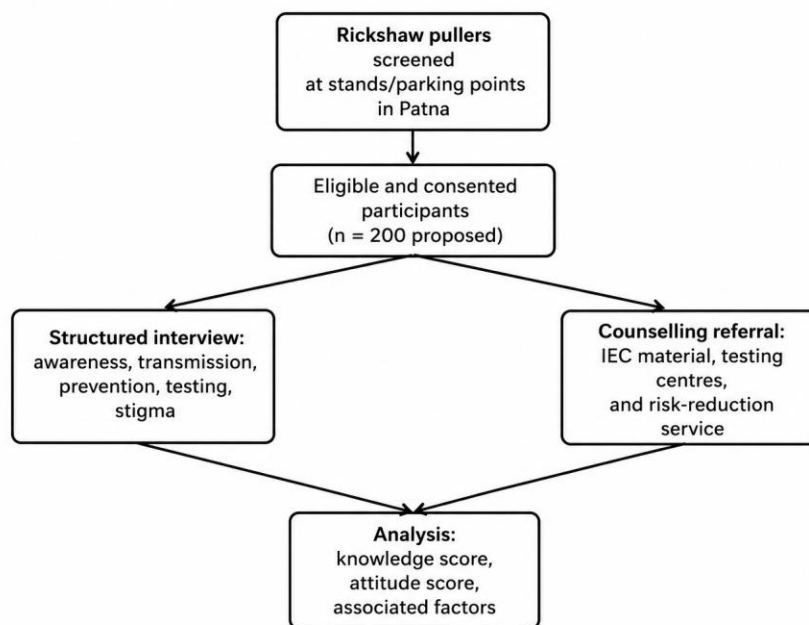 Rickshaw pullers
screened
at stands/parking points
in Patna
Eligible and consented
participants
(n = 200 proposed)
Structured interview:
awareness, transmission,
prevention, testing,
stigma
Counselling referral:
IEC material, testing
centres,
and risk-reduction
service
Analysis:
knowledge score,
attitude score,
associated factors